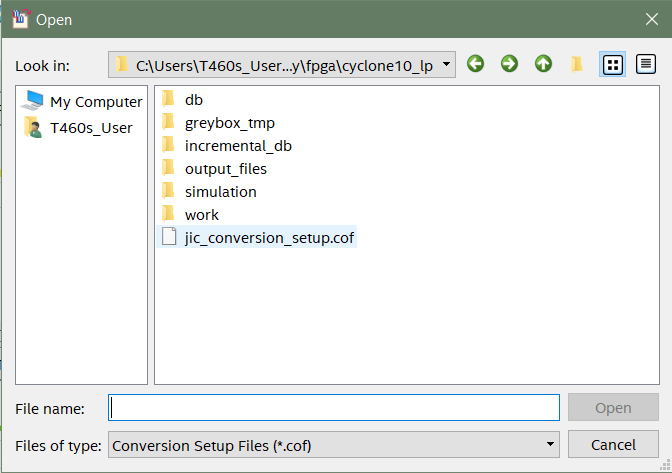 Open
Look in:
C:\Users\T460s_User...y\fpga\cyclone10_lp
My Computer
T460s_User
db
greybox_tmp
incremental_db
output_files
simulation
work
jic_conversion_setup.cof
File name:
Open
Files of type:
Conversion Setup Files (*.cof)
Cancel